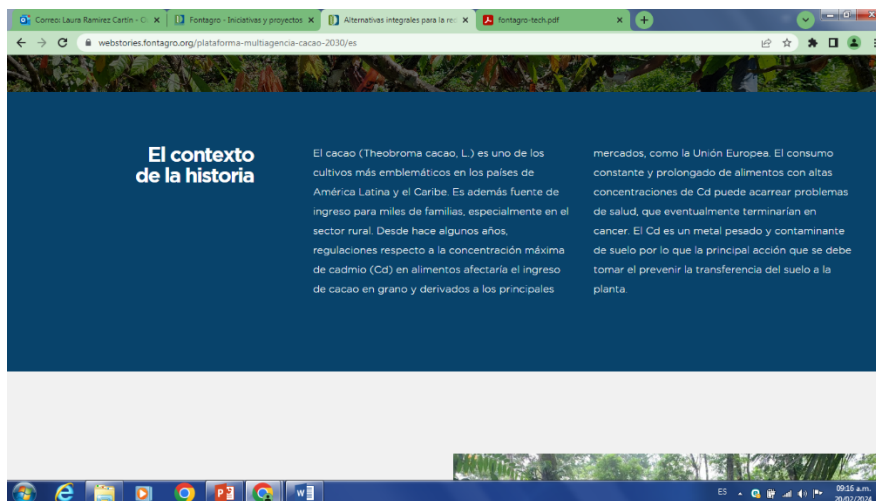 Correo: Laura Ramirez Cartin - O
Fontagro - Iniciativas y proyectos
Alternativas integrales para la re
fontagro-tech.pdf
webstories.fontagro.org/plataforma-multiagencia-cacao-2030/es
El contexto
de la historia
El cacao (Theobroma cacao, L.) es uno de los
cultivos más emblemáticos en los países de
América Latina y el Caribe. Es además fuente de
ingreso para miles de familias, especialmente en el
sector rural. Desde hace algunos años,
regulaciones respecto a la concentración máxima
de cadmio (Cd) en alimentos afectaría el ingreso
de cacao en grano y derivados a los principales
mercados, como la Unión Europea. El consumo
constante y prolongado de alimentos con altas
concentraciones de Cd puede acarrear problemas
de salud, que eventualmente terminarían en
cancer. El Cd es un metal pesado y contaminante
de suelo por lo que la principal acción que se debe
tomar el prevenir la transferencia del suelo a la
planta.
ES
09:16 a.m.
20/02/2024